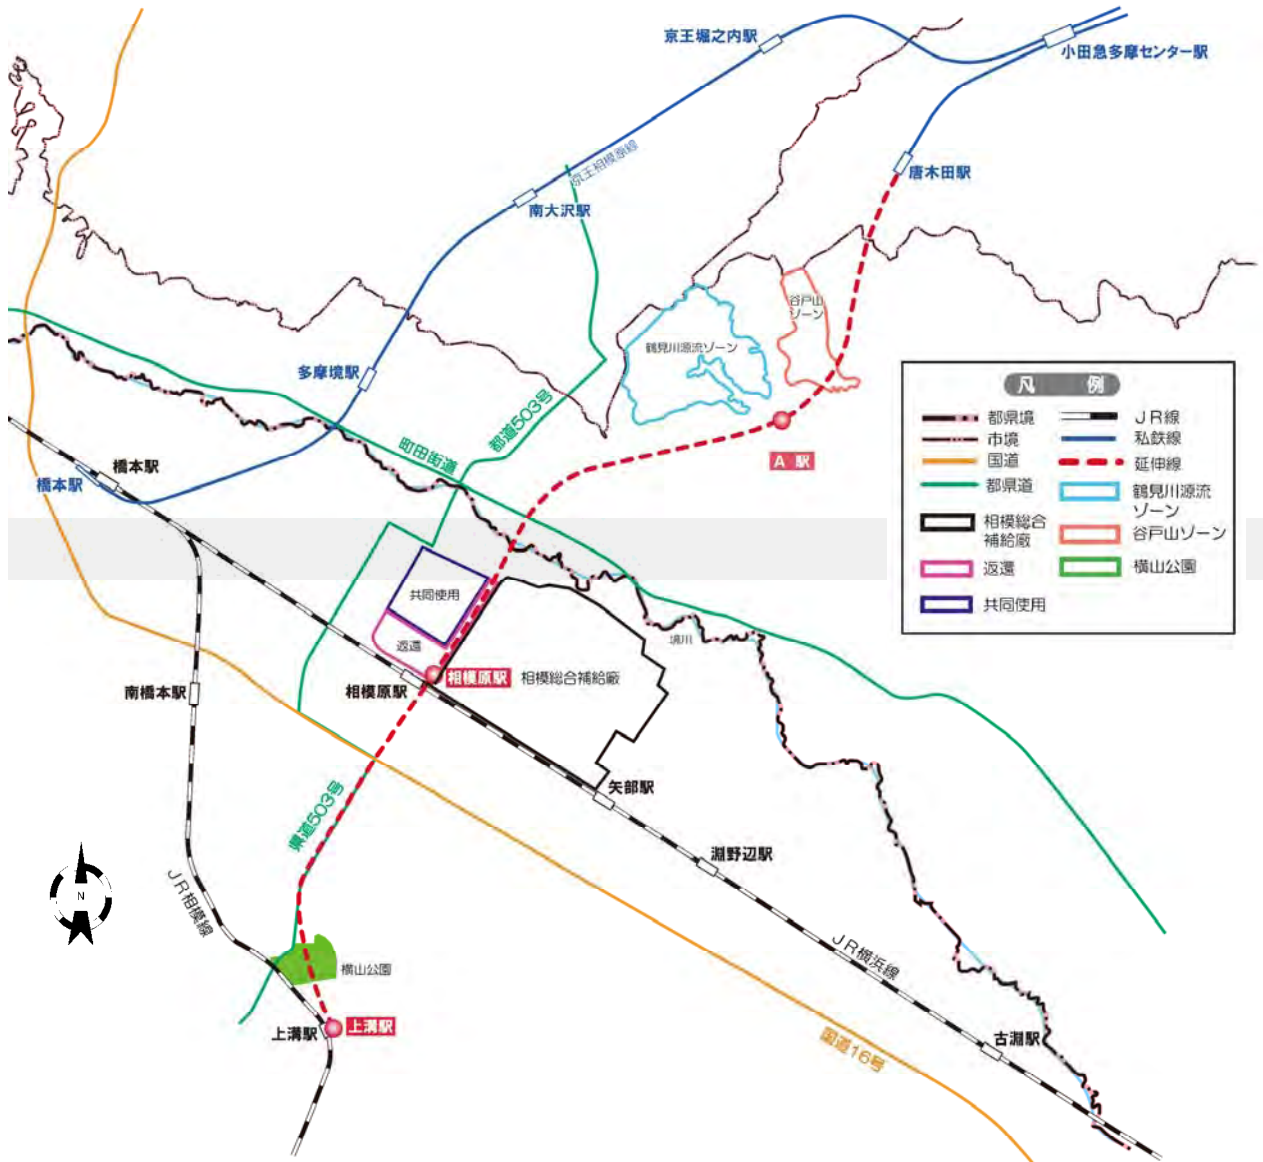 京王堀之内駅
小田急多摩センター駅
唐木田駅
京王相模原線
南大沢駅
谷戸山
ゾーン
鶴見川源流ゾーン
多摩境駅
都道503号
町田街道
A 駅
橋本駅
橋本駅
凡 例
都県境
市境
国道
都県道
相模総合
補給廠
返還
共同使用
JR線
私鉄線
延伸線
鶴見川源流
ゾーン
谷戸山ゾーン
横山公園
共同使用
返還
境川
相模原駅
相模原駅
相模総合補給廠
南橋本駅
矢部駅
県道503号
淵野辺駅
N
JR相模線
JR横浜線
横山公園
上溝駅
上溝駅
国道16号
古淵駅